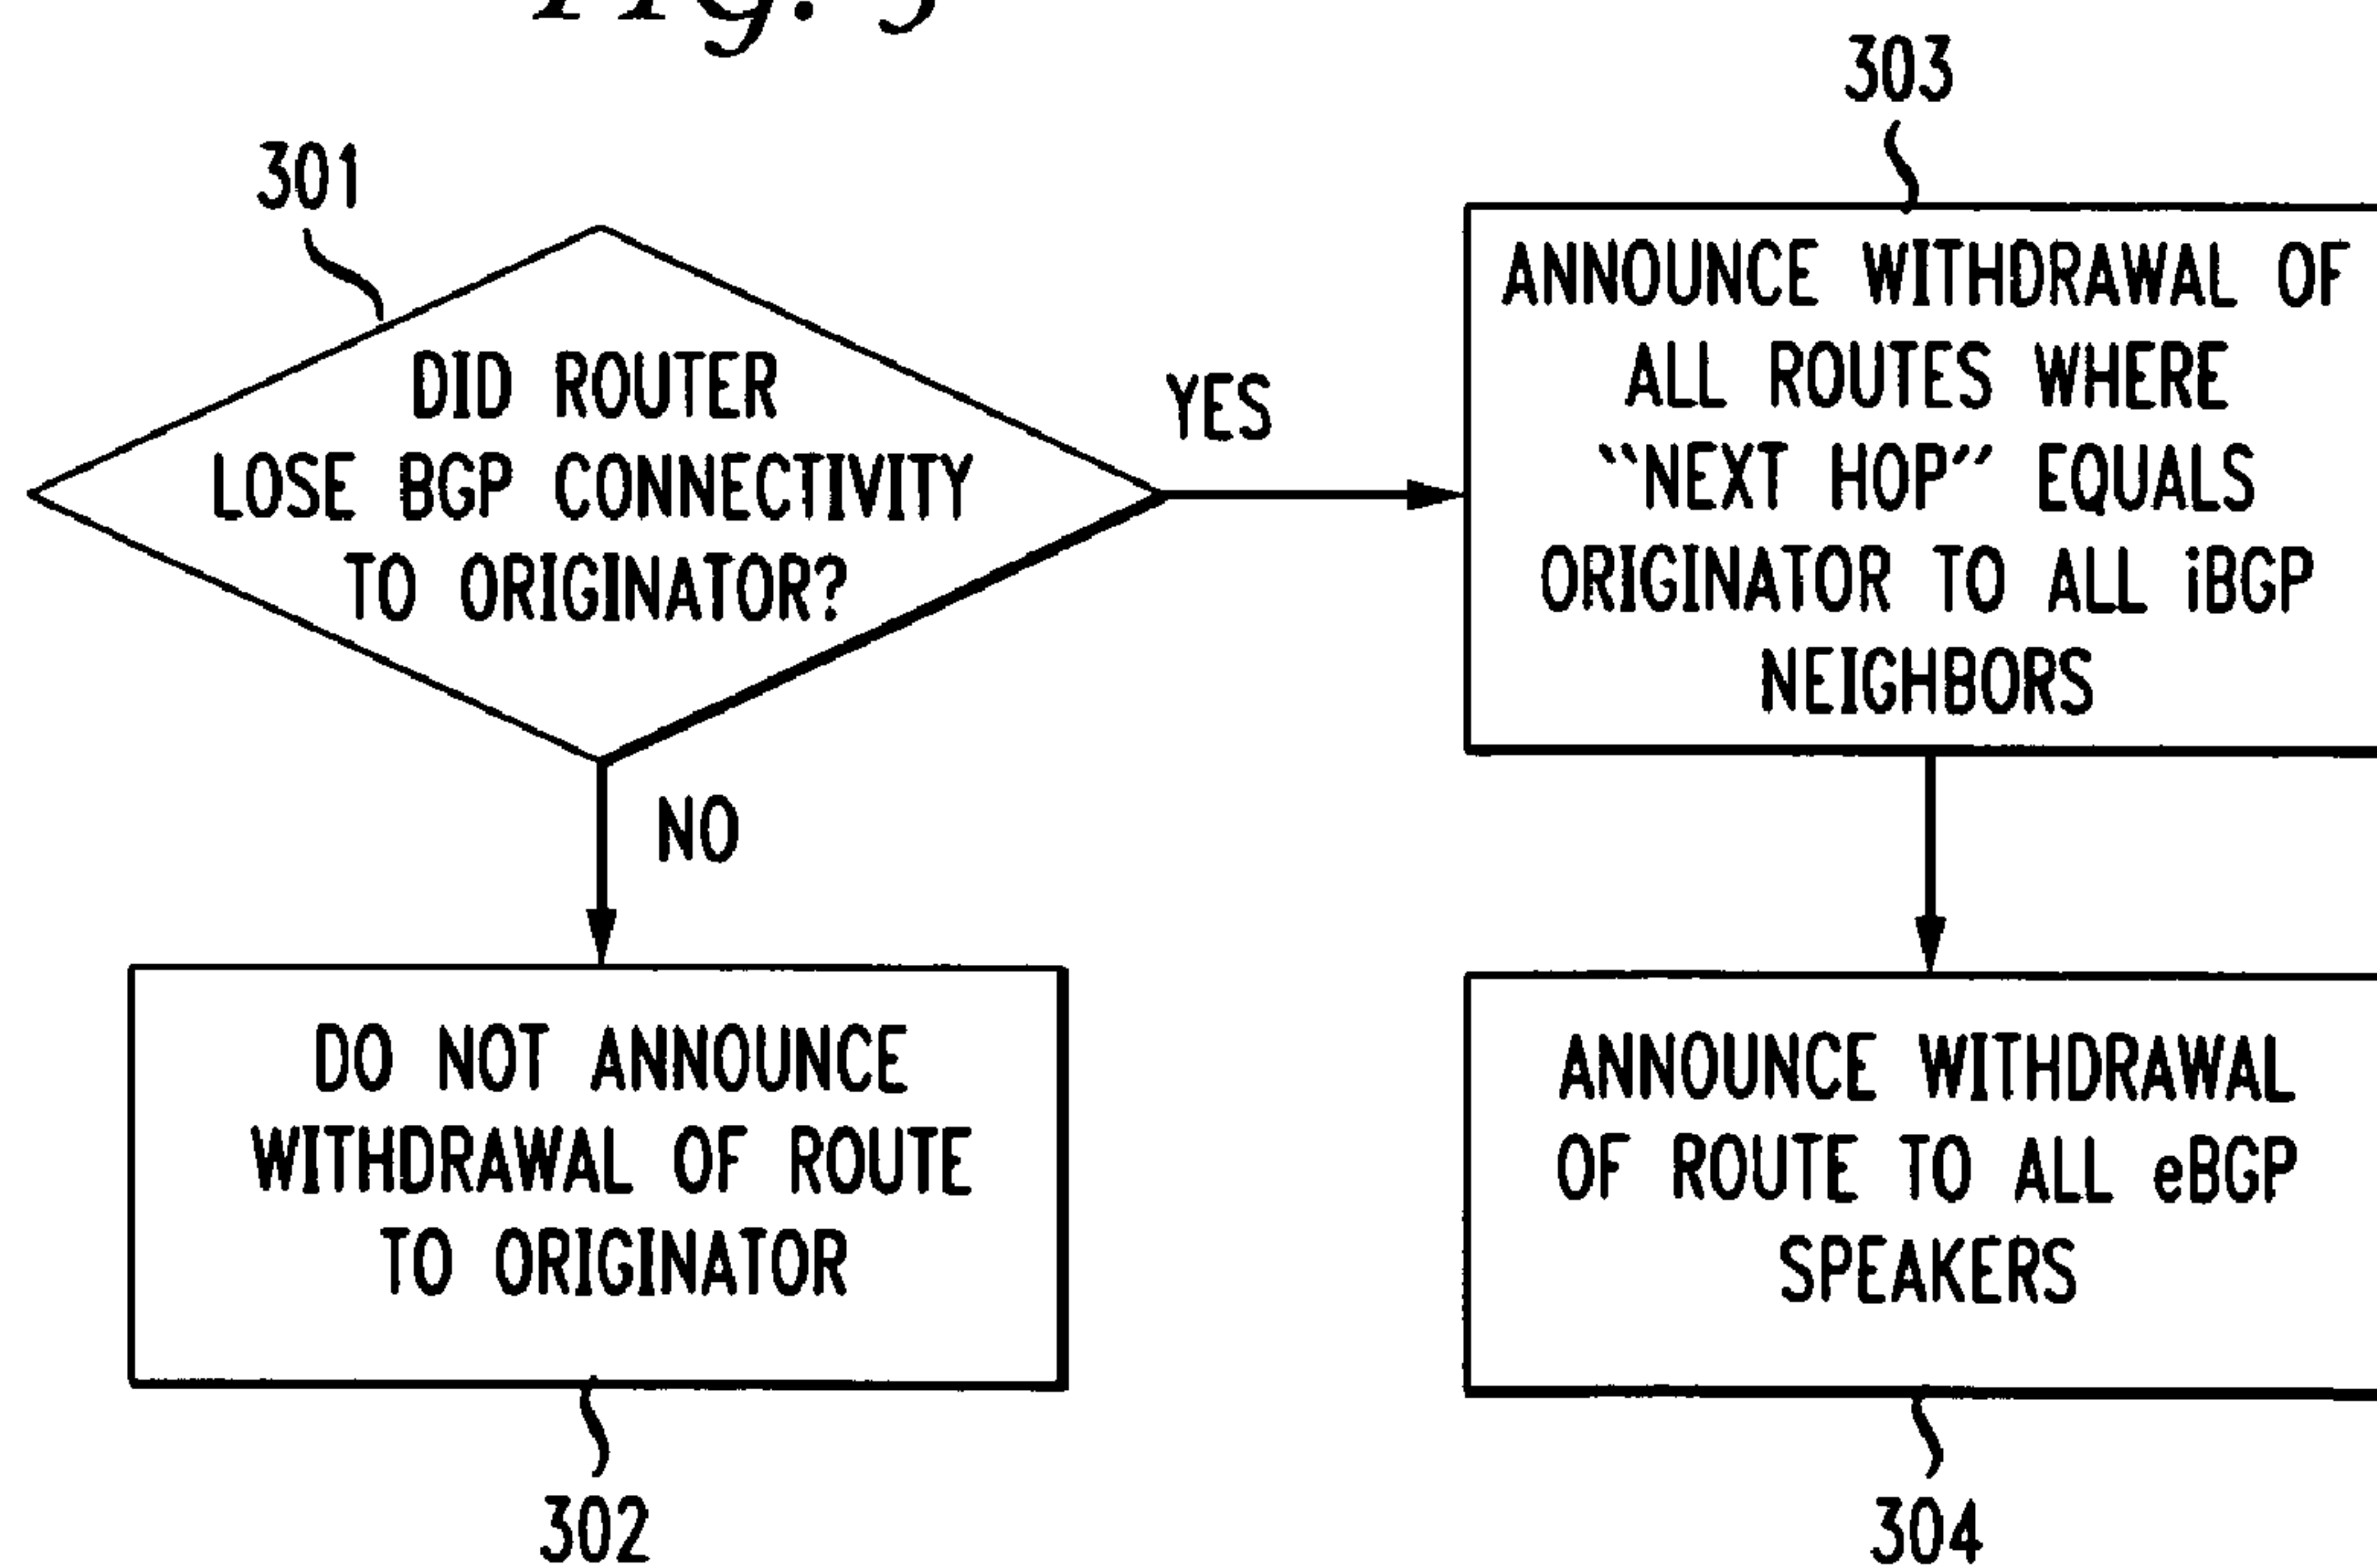 303
301
DID ROUTER
LOSE BGP CONNECTIVITY
TO ORIGINATOR?
YES
ANNOUNCE WITHDRAWAL OF
ALL ROUTES WHERE
“NEXT HOP” EQUALS
ORIGINATOR TO ALL iBGP
NEIGHBORS
NO
DO NOT ANNOUNCE
WITHDRAWAL OF ROUTE
TO ORIGINATOR
ANNOUNCE WITHDRAWAL
OF ROUTE TO ALL eBGP
SPEAKERS
302
304